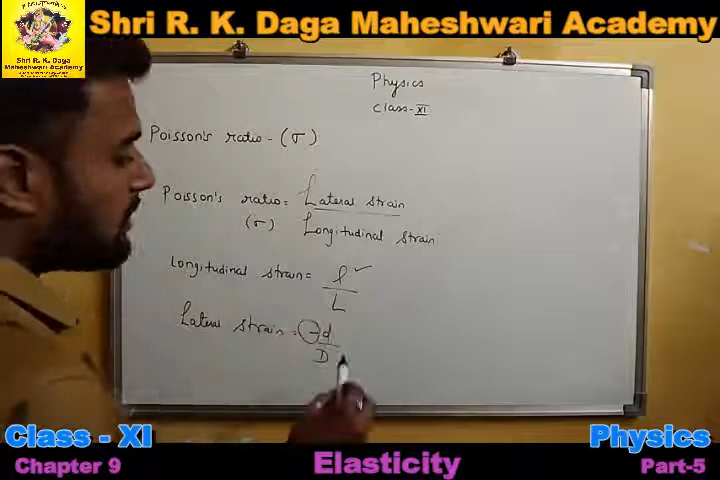 Shri R. K. Daga Maheshwari Academy
Shri R. K. Daga
Maheshwari Academy
Physics
Class-XI
Poisson's ratio - (σ)
Poisson's ratio = Lateral strain
(σ) Longitudinal strain
Longitudinal strain = l ✓
L
Lateral strain = -d
D
Class - XI
Physics
Chapter 9
Elasticity
Part-5